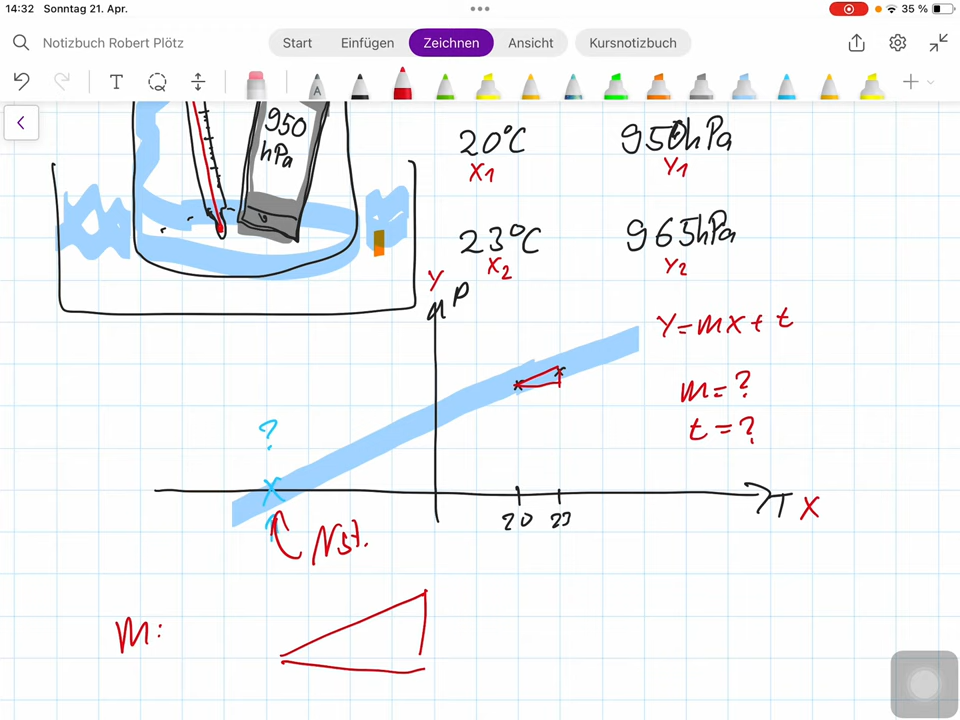 14:32 Sonntag 21. Apr.
35 %
Notizbuch Robert Plötz
Start Einfügen Zeichnen Ansicht Kursnotizbuch
T
A
950
hPa
20°C 950hPa
X1 Y1
23°C 965hPa
X2 Y2
Y P
Y=mx+t
m=?
t=?
?
X
20 23
T X
Nst.
M: